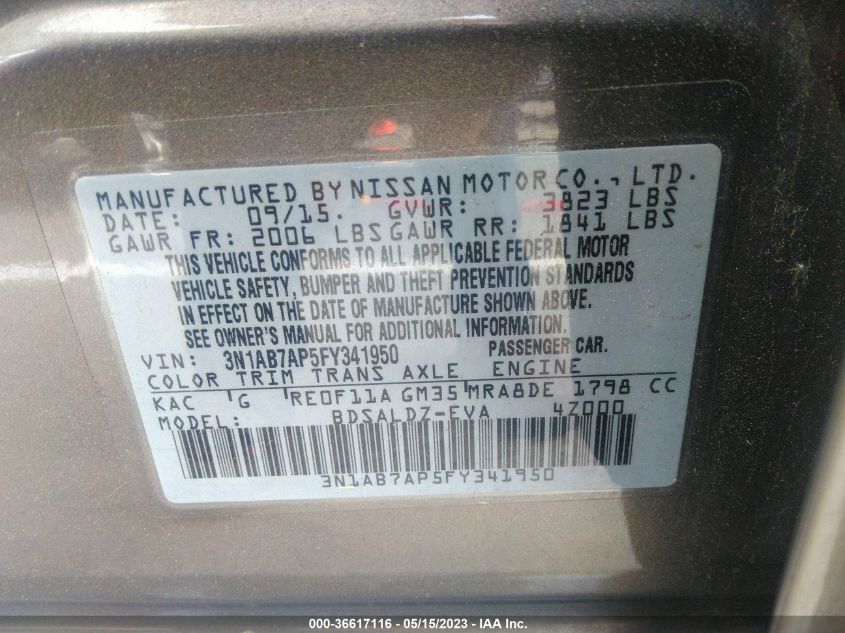 MANUFACTURED BY NISSAN MOTOR CO., LTD.
DATE: 09/15. GVWR: 3823 LBS
GAWR FR: 2006 LBS GAWR RR: 1841 LBS
THIS VEHICLE CONFORMS TO ALL APPLICABLE FEDERAL MOTOR
VEHICLE SAFETY, BUMPER AND THEFT PREVENTION STANDARDS
IN EFFECT ON THE DATE OF MANUFACTURE SHOWN ABOVE.
SEE OWNER'S MANUAL FOR ADDITIONAL INFORMATION.
VIN: 3N1AB7AP5FY341950 PASSENGER CAR.
COLOR TRIM TRANS AXLE ENGINE
KAC G RE0F11A GM35 MRA8DE 1798 CC
MODEL: BDSALDZ-EVA 4Z000
3N1AB7AP5FY341950
000-36617116 - 05/15/2023 - IAA Inc.